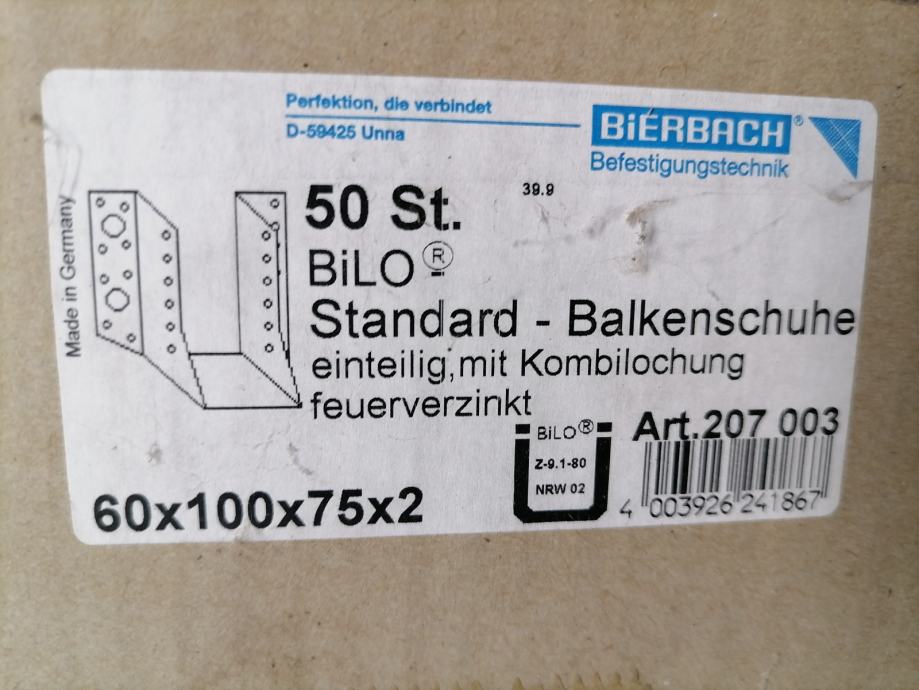 Perfektion, die verbindet
D-59425 Unna
BiÉRBACH®
Befestigungstechnik
Made in Germany
50 St.
39.9
BiLO®
Standard - Balkenschuhe
einteilig,mit Kombilochung
feuerverzinkt
BiLO®
Z-9.1-80
NRW 02
Art.207 003
60x100x75x2
4 003926 241867